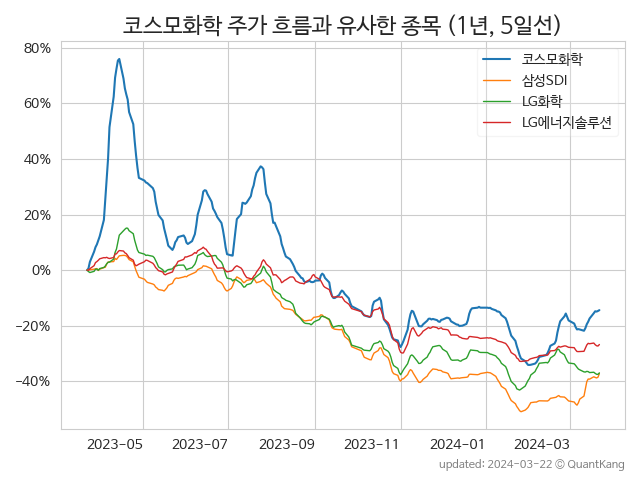 코스모화학 주가 흐름과 유사한 종목 (1년, 5일선)
80%
60%
40%
20%
0%
−20%
−40%
코스모화학
삼성SDI
LG화학
LG에너지솔루션
2023−05
2023−07
2023−09
2023−11
2024−01
2024−03
updated: 2024-03-22 © QuantKang